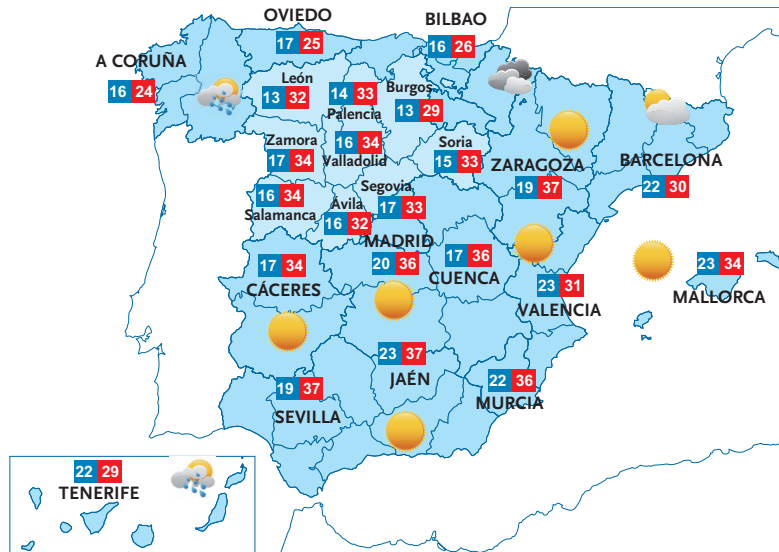 OVIEDO
17 25
BILBAO
16 26
A CORUÑA
16 24
León
13 32
14 33
Palencia
Burgos
13 29
Zamora
17 34
16 34
Valladolid
Soria
15 33
ZARAGOZA
19 37
BARCELONA
22 30
16 34
Salamanca
Ávila
16 32
Segovia
17 33
MADRID
20 36
17 36
CUENCA
17 34
CÁCERES
23 31
VALENCIA
23 34
MALLORCA
23 37
JAÉN
22 36
MURCIA
19 37
SEVILLA
22 29
TENERIFE